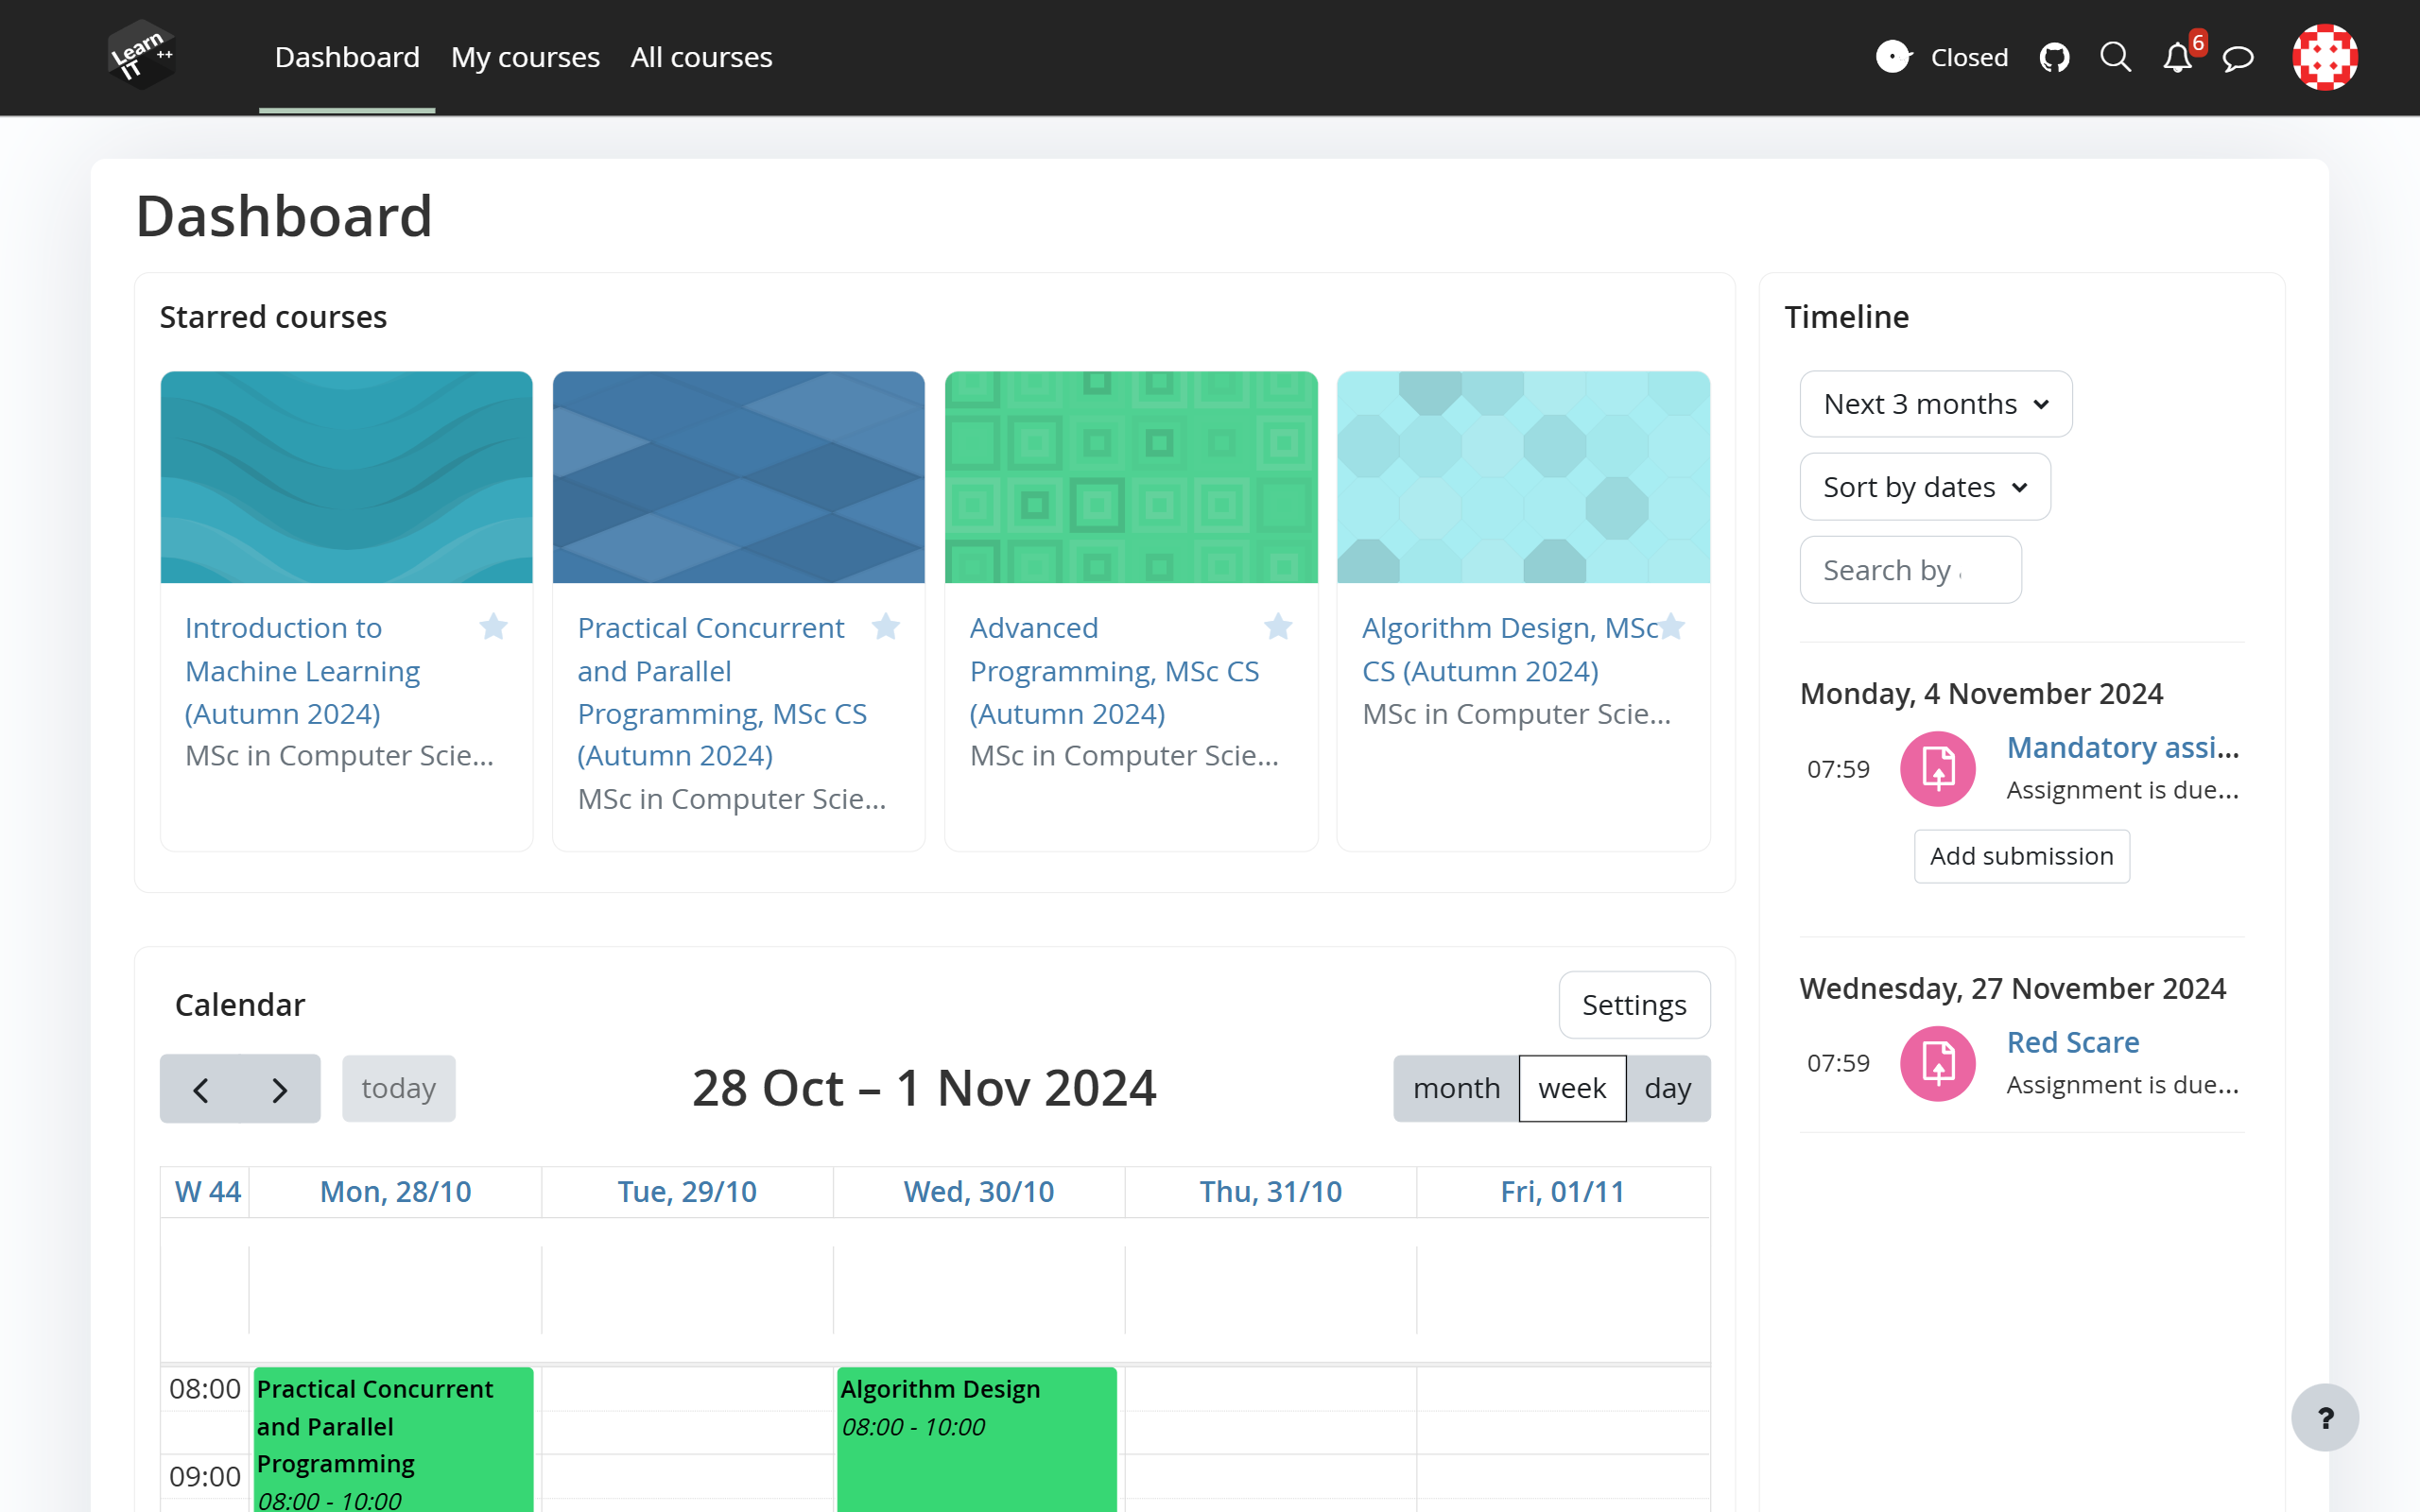 Learn
IT
++
Dashboard
My courses
All courses
Closed
6
Dashboard
Starred courses
Introduction to
Machine Learning
(Autumn 2024)
MSc in Computer Scie...
Practical Concurrent
and Parallel
Programming, MSc CS
(Autumn 2024)
MSc in Computer Scie...
Advanced
Programming, MSc CS
(Autumn 2024)
MSc in Computer Scie...
Algorithm Design, MSc
CS (Autumn 2024)
MSc in Computer Scie...
Timeline
Next 3 months
Sort by dates
Search by
Monday, 4 November 2024
07:59
Mandatory assi...
Assignment is due...
Add submission
Wednesday, 27 November 2024
07:59
Red Scare
Assignment is due...
Calendar
Settings
today
28 Oct – 1 Nov 2024
month
week
day
W 44
Mon, 28/10
Tue, 29/10
Wed, 30/10
Thu, 31/10
Fri, 01/11
08:00
Practical Concurrent
and Parallel
Programming
08:00 - 10:00
Algorithm Design
08:00 - 10:00
09:00
?